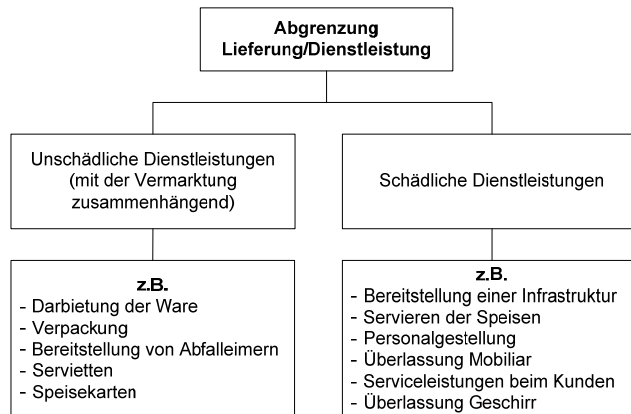 Abgrenzung
Lieferung/Dienstleistung
Unschädliche Dienstleistungen
(mit der Vermarktung
zusammenhängend)
Schädliche Dienstleistungen
z.B.
- Darbietung der Ware
- Verpackung
- Bereitstellung von Abfalleimern
- Servietten
- Speisekarten
z.B.
- Bereitstellung einer Infrastruktur
- Servieren der Speisen
- Personalgestellung
- Überlassung Mobiliar
- Serviceleistungen beim Kunden
- Überlassung Geschirr